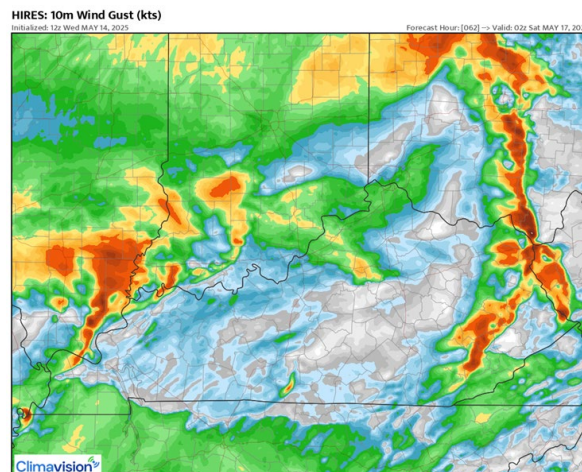 HIRES: 10m Wind Gust (kts)
Initialized: 12z Wed MAY 14, 2025
Forecast Hour: [062] --> Valid: 02z Sat MAY 17, 202
Climavision